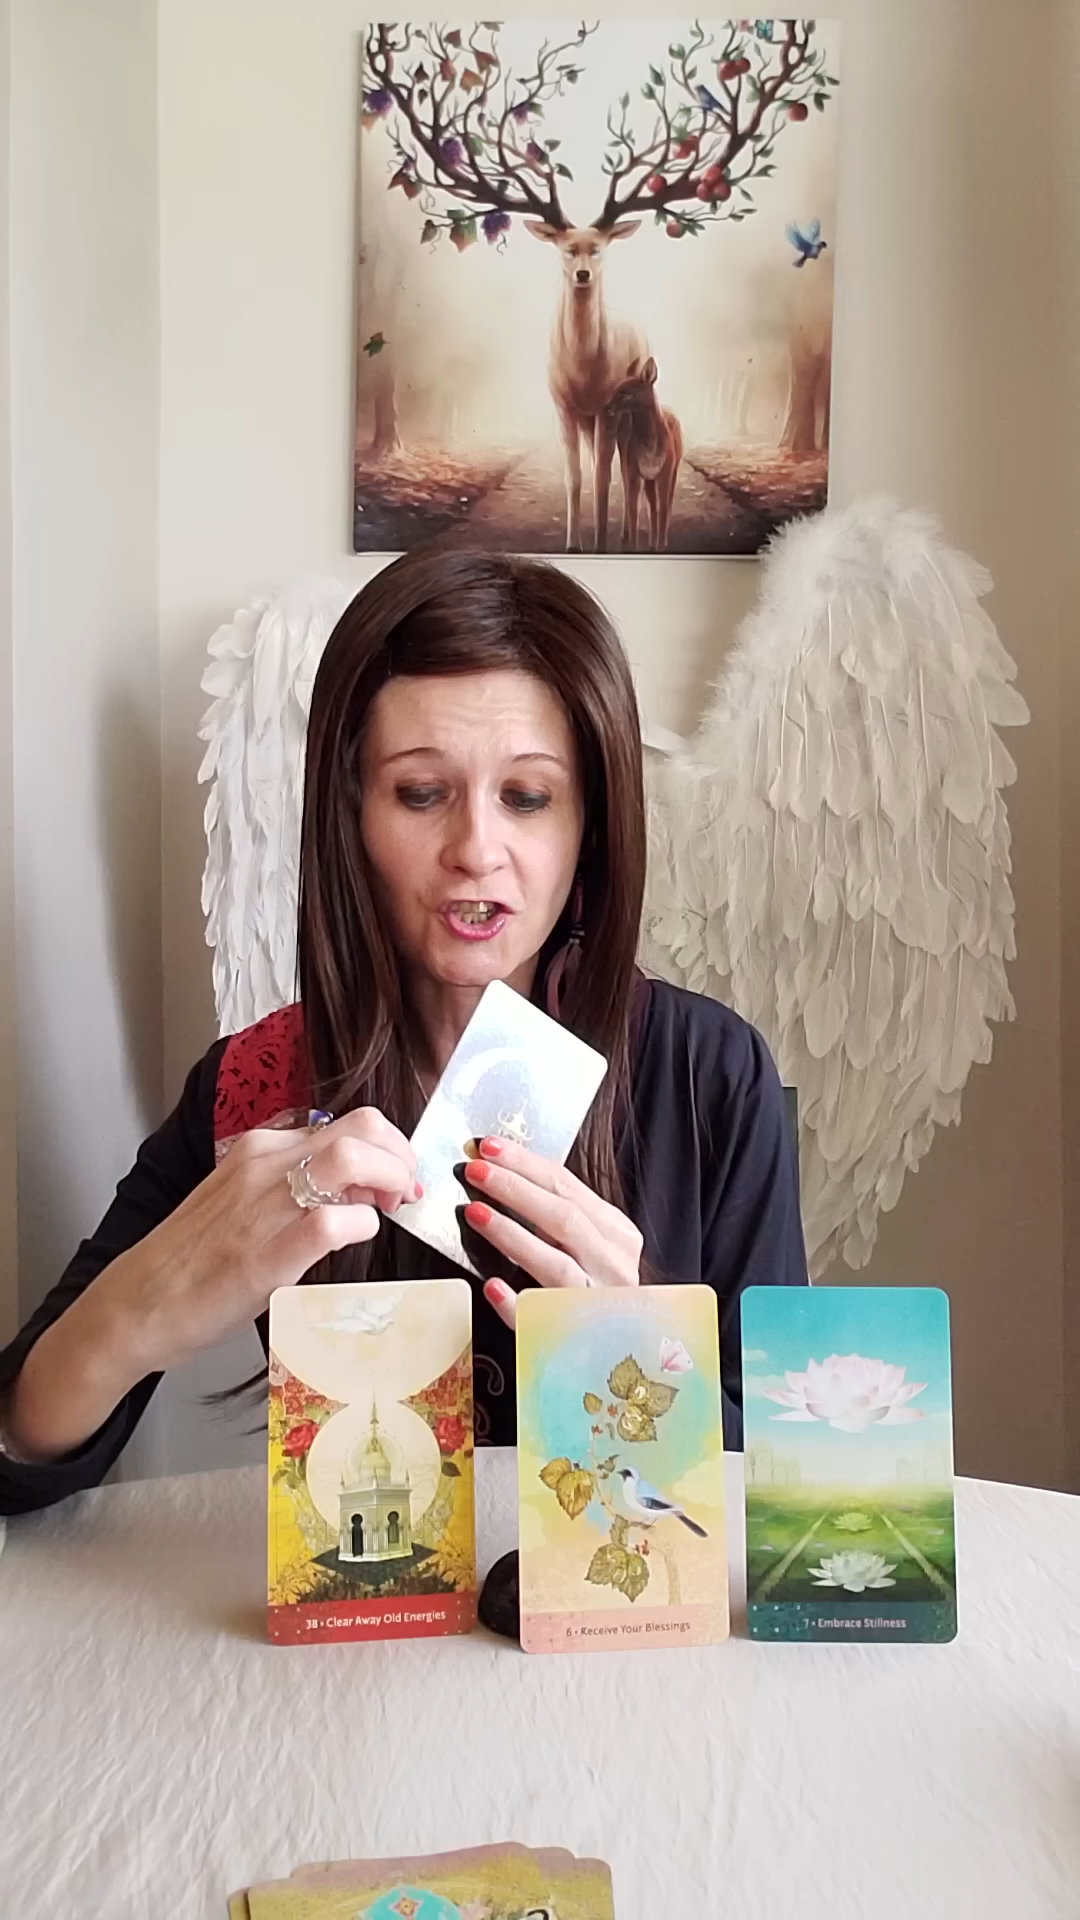 38 • Clear Away Old Energies
6 • Receive Your Blessings
7 • Embrace Stillness